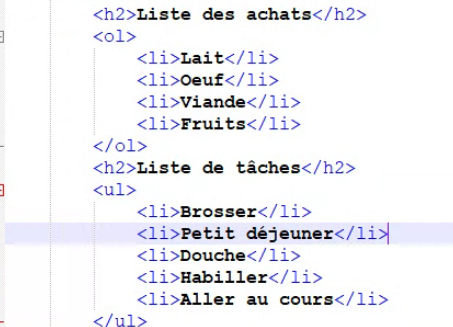 <h2>Liste des achats</h2>
<ol>
<li>Lait</li>
<li>Oeuf</li>
<li>Viande</li>
<li>Fruits</li>
</ol>
<h2>Liste de tâches</h2>
<ul>
<li>Brosser</li>
<li>Petit déjeuner</li>
<li>Douche</li>
<li>Habiller</li>
<li>Aller au cours</li>
</ul>